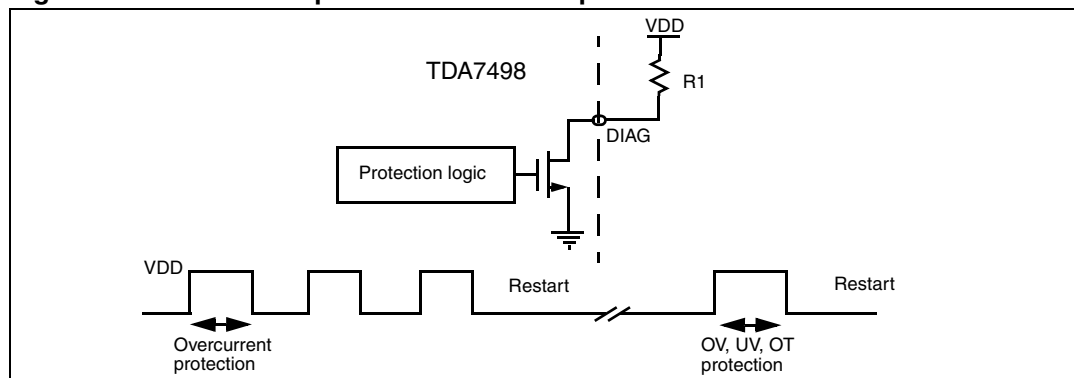 VDD
TDA7498
R1
DIAG
Protection logic
VDD
Restart
Restart
Overcurrent
protection
OV, UV, OT
protection